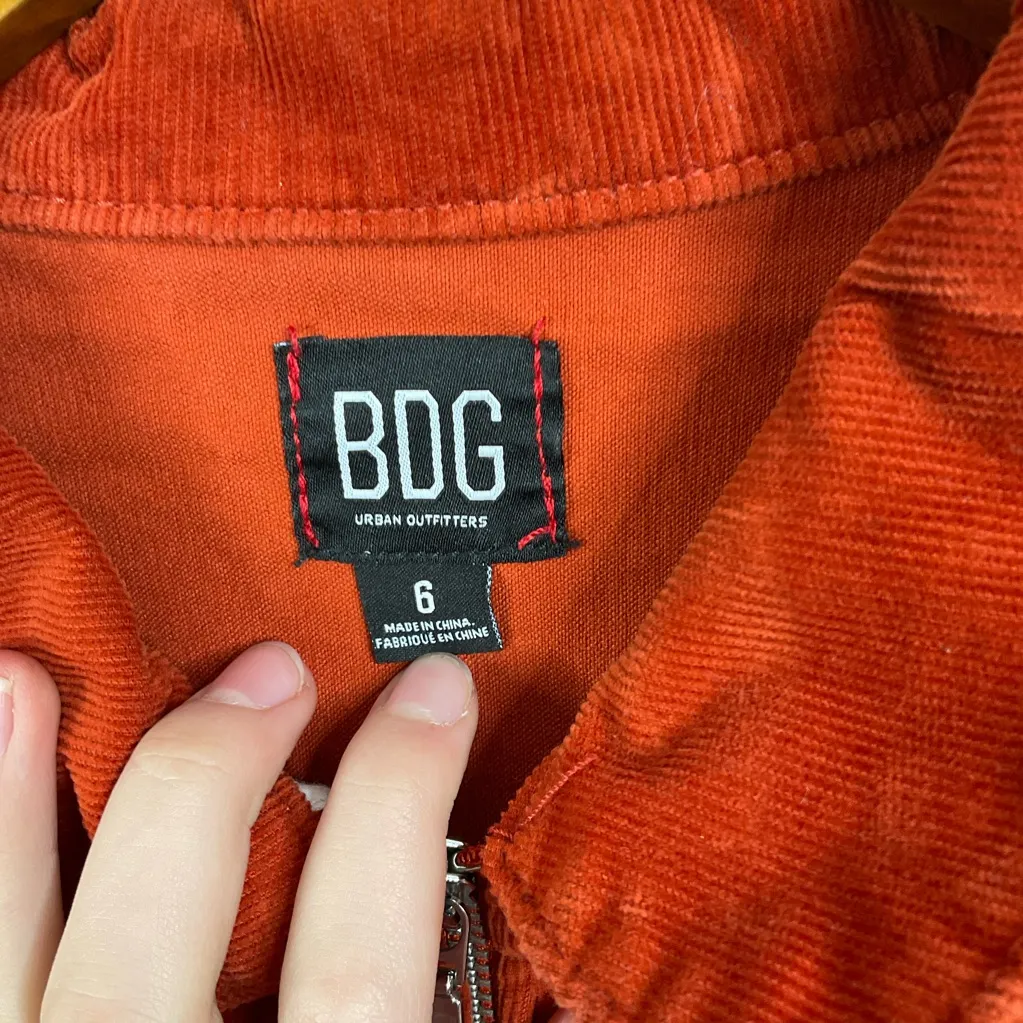 BDG
URBAN OUTFITTERS
6
MADE IN CHINA.
FABRIQUÉ EN CHINE